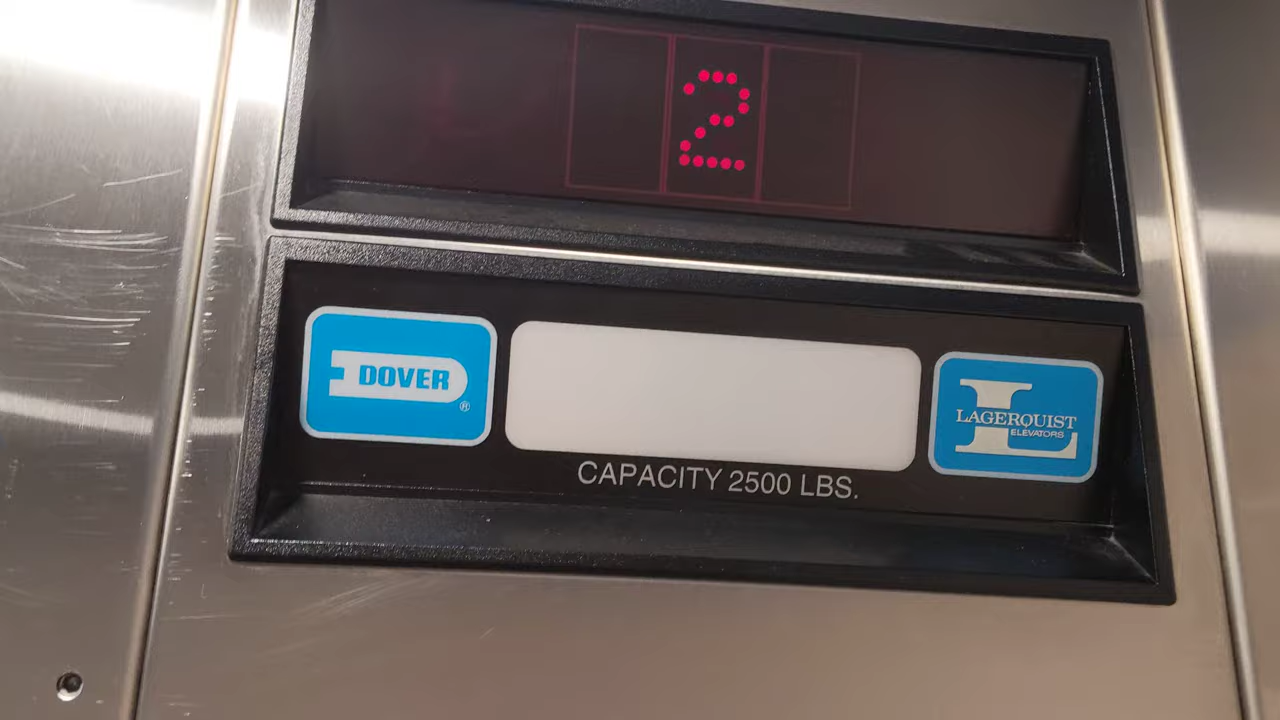 2
DOVER
®
LAGERQUIST
ELEVATORS
CAPACITY 2500 LBS.